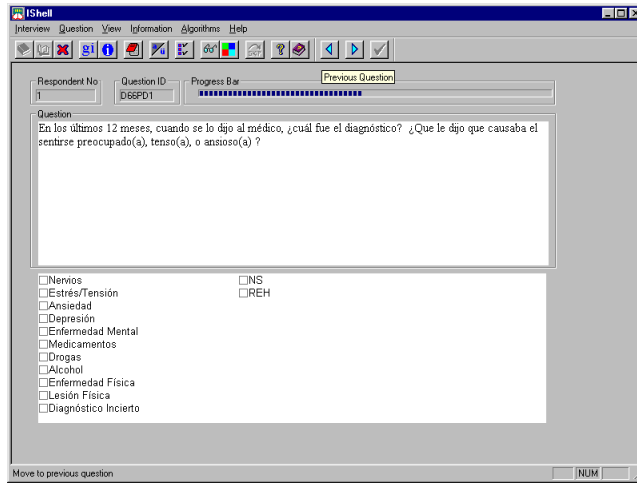 IShell
Interview Question View Information Algorithms Help
gi
Previous Question
Respondent No
1
Question ID
D66PD1
Progress Bar
Question
En los últimos 12 meses, cuando se lo dijo al médico, ¿cuál fue el diagnóstico? ¿Que le dijo que causaba el
sentirse preocupado(a), tenso(a), o ansioso(a) ?
Nervios
Estrés/Tensión
Ansiedad
Depresión
Enfermedad Mental
Medicamentos
Drogas
Alcohol
Enfermedad Física
Lesión Física
Diagnóstico Incierto
NS
REH
Move to previous question
NUM